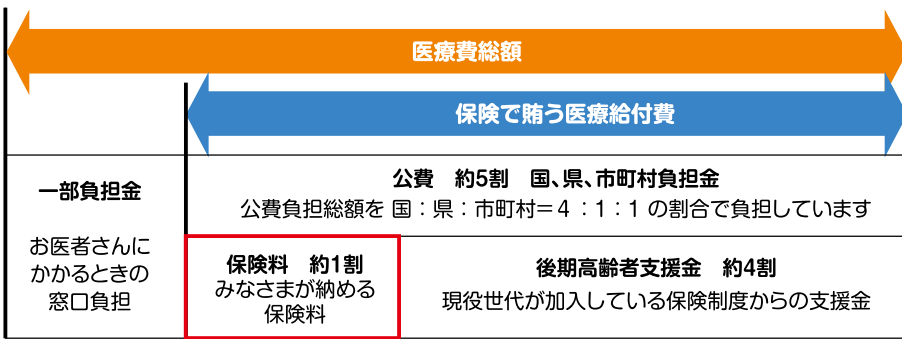 医療費総額
保険で賄う医療給付費
一部負担金
お医者さんに
かかるときの
窓口負担
公費　約5割　国、県、市町村負担金
公費負担総額を 国：県：市町村＝４：１：１の割合で負担しています
保険料　約1割
みなさまが納める
保険料
後期高齢者支援金　約4割
現役世代が加入している保険制度からの支援金